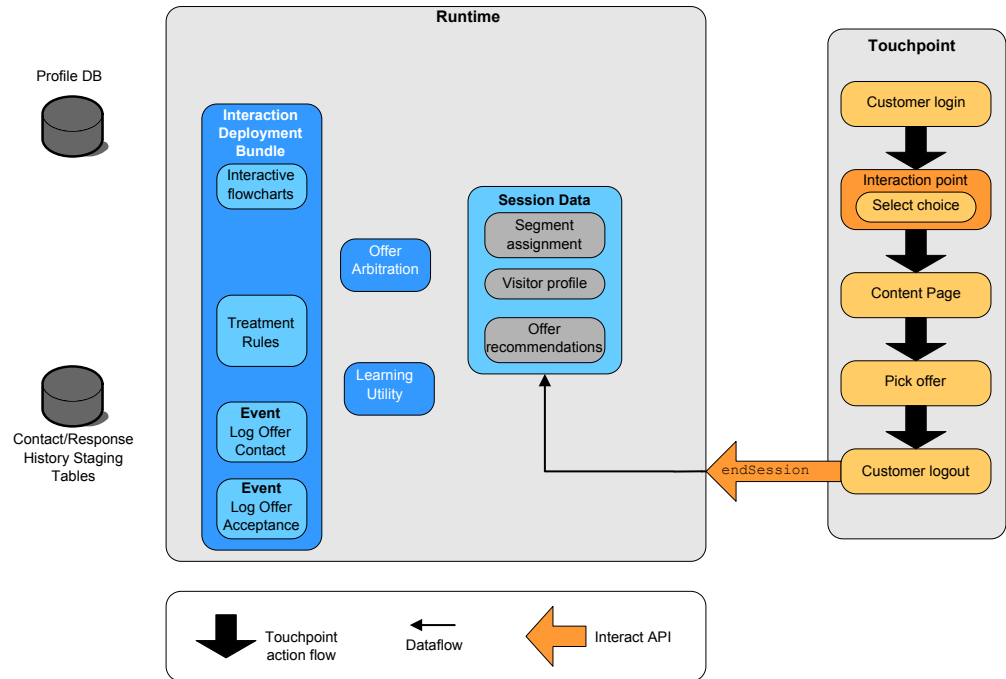 Runtime
Touchpoint
Profile DB
Interaction
Deployment
Bundle
Interactive
flowcharts
Treatment
Rules
Event
Log Offer
Contact
Event
Log Offer
Acceptance
Offer
Arbitration
Learning
Utility
Session Data
Segment
assignment
Visitor profile
Offer
recommendations
Contact/Response
History Staging
Tables
Customer login
Interaction point
Select choice
Content Page
Pick offer
endSession
Customer logout
Touchpoint
action flow
Dataflow
Interact API